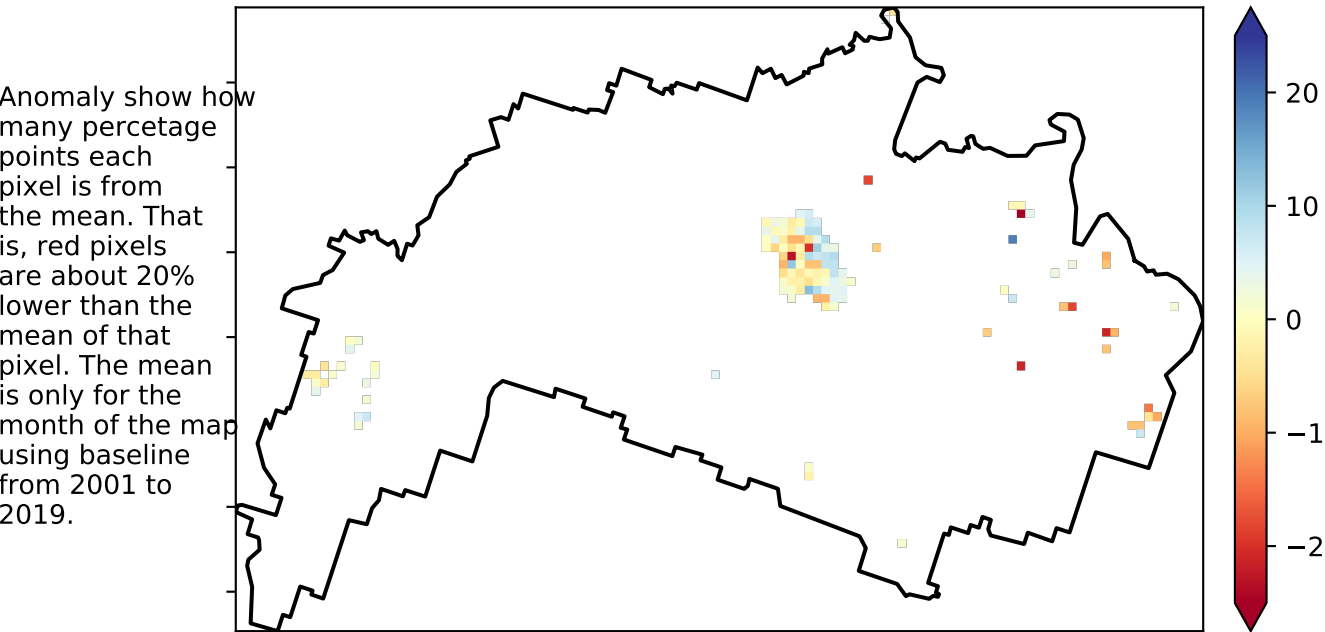 Anomaly show how
many percetage
points each
pixel is from
the mean. That
is, red pixels
are about 20%
lower than the
mean of that
pixel. The mean
is only for the
month of the map
using baseline
from 2001 to
2019.
20
10
0
−1
−2